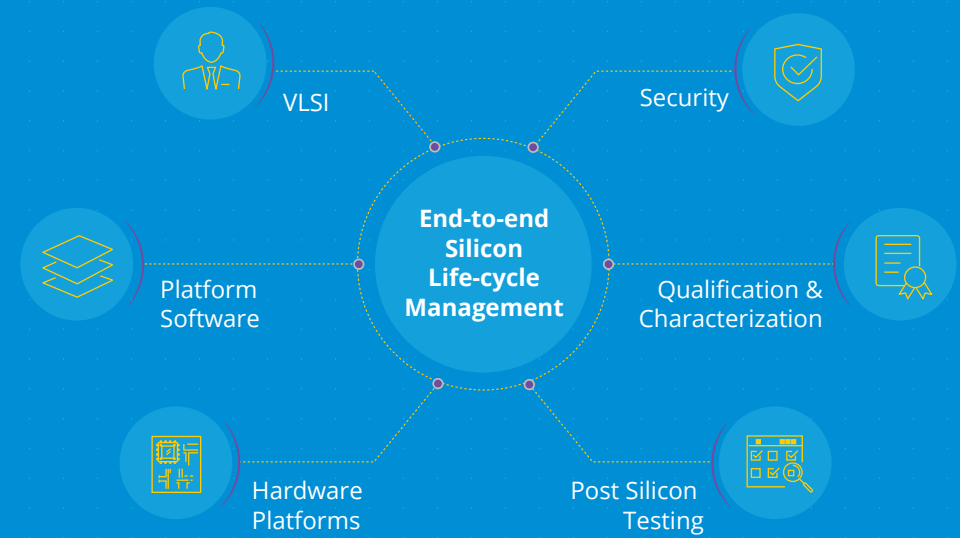 VLSI
Security
End-to-end
Silicon
Life-cycle
Management
Platform
Software
Qualification &
Characterization
Hardware
Platforms
Post Silicon
Testing